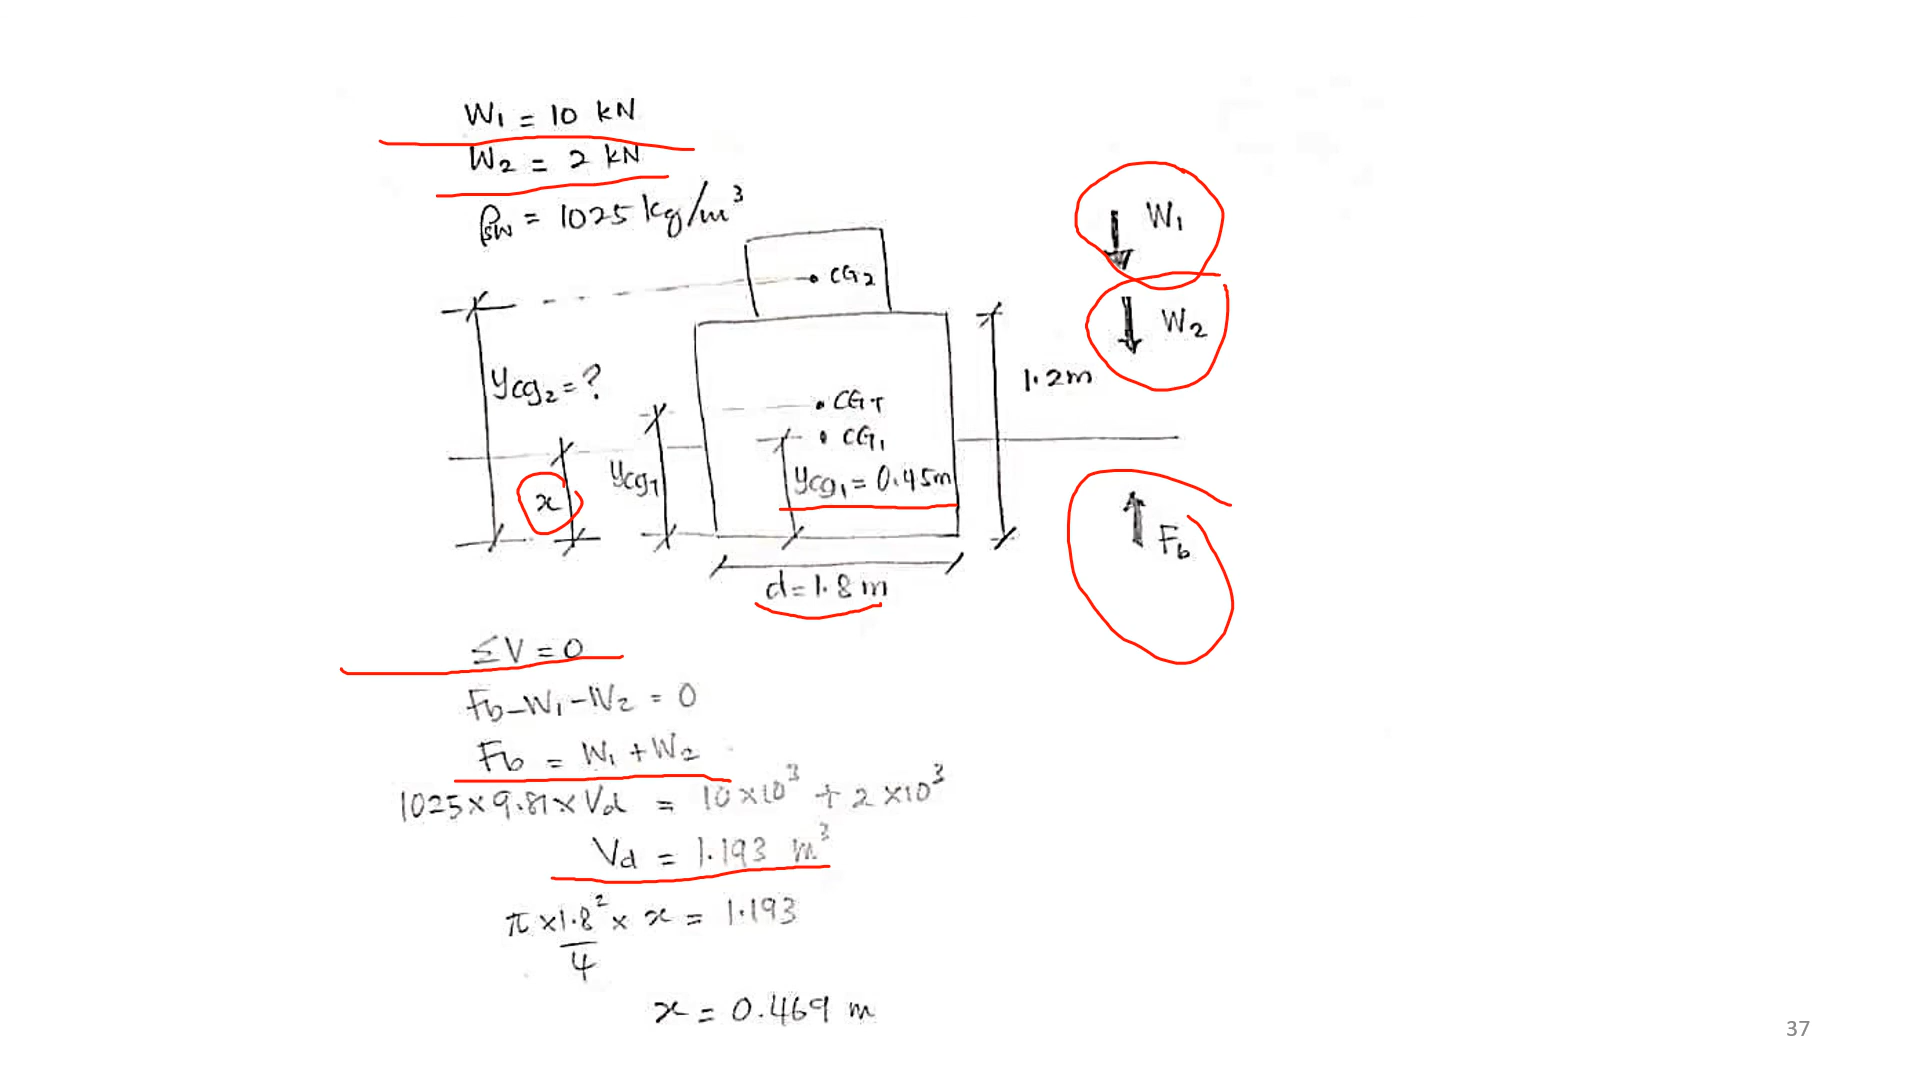 W₁ = 10 kN
W₂ = 2 kN
ρsw = 1025 kg/m³
W₁
CG₂
W₂
ycg₂ = ?
1.2m
CGT
CG₁
ycgT
ycg₁ = 0.45m
x
Fb
d = 1.8 m
ΣV = 0
Fb - W₁ - W₂ = 0
Fb = W₁ + W₂
1025 × 9.81 × Vd = 10 × 10³ + 2 × 10³
Vd = 1.193 m³
π × 1.8² × x = 1.193
4
x = 0.469 m
37